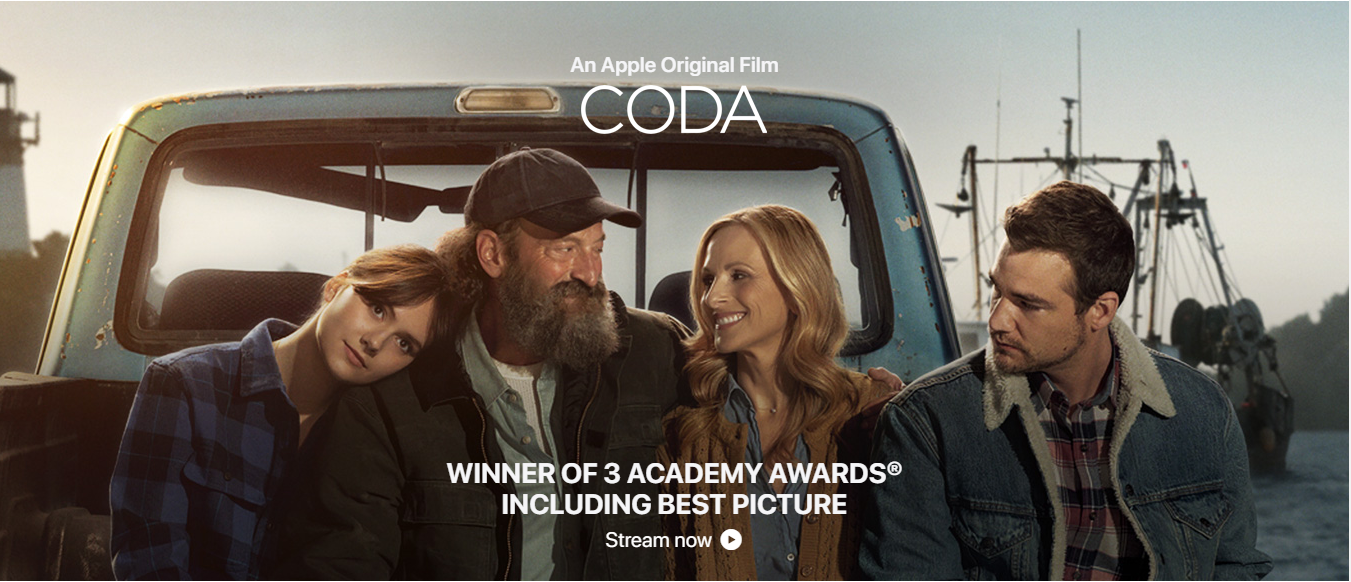 An Apple Original Film
CODA
WINNER OF 3 ACADEMY AWARDS®
INCLUDING BEST PICTURE
Stream now